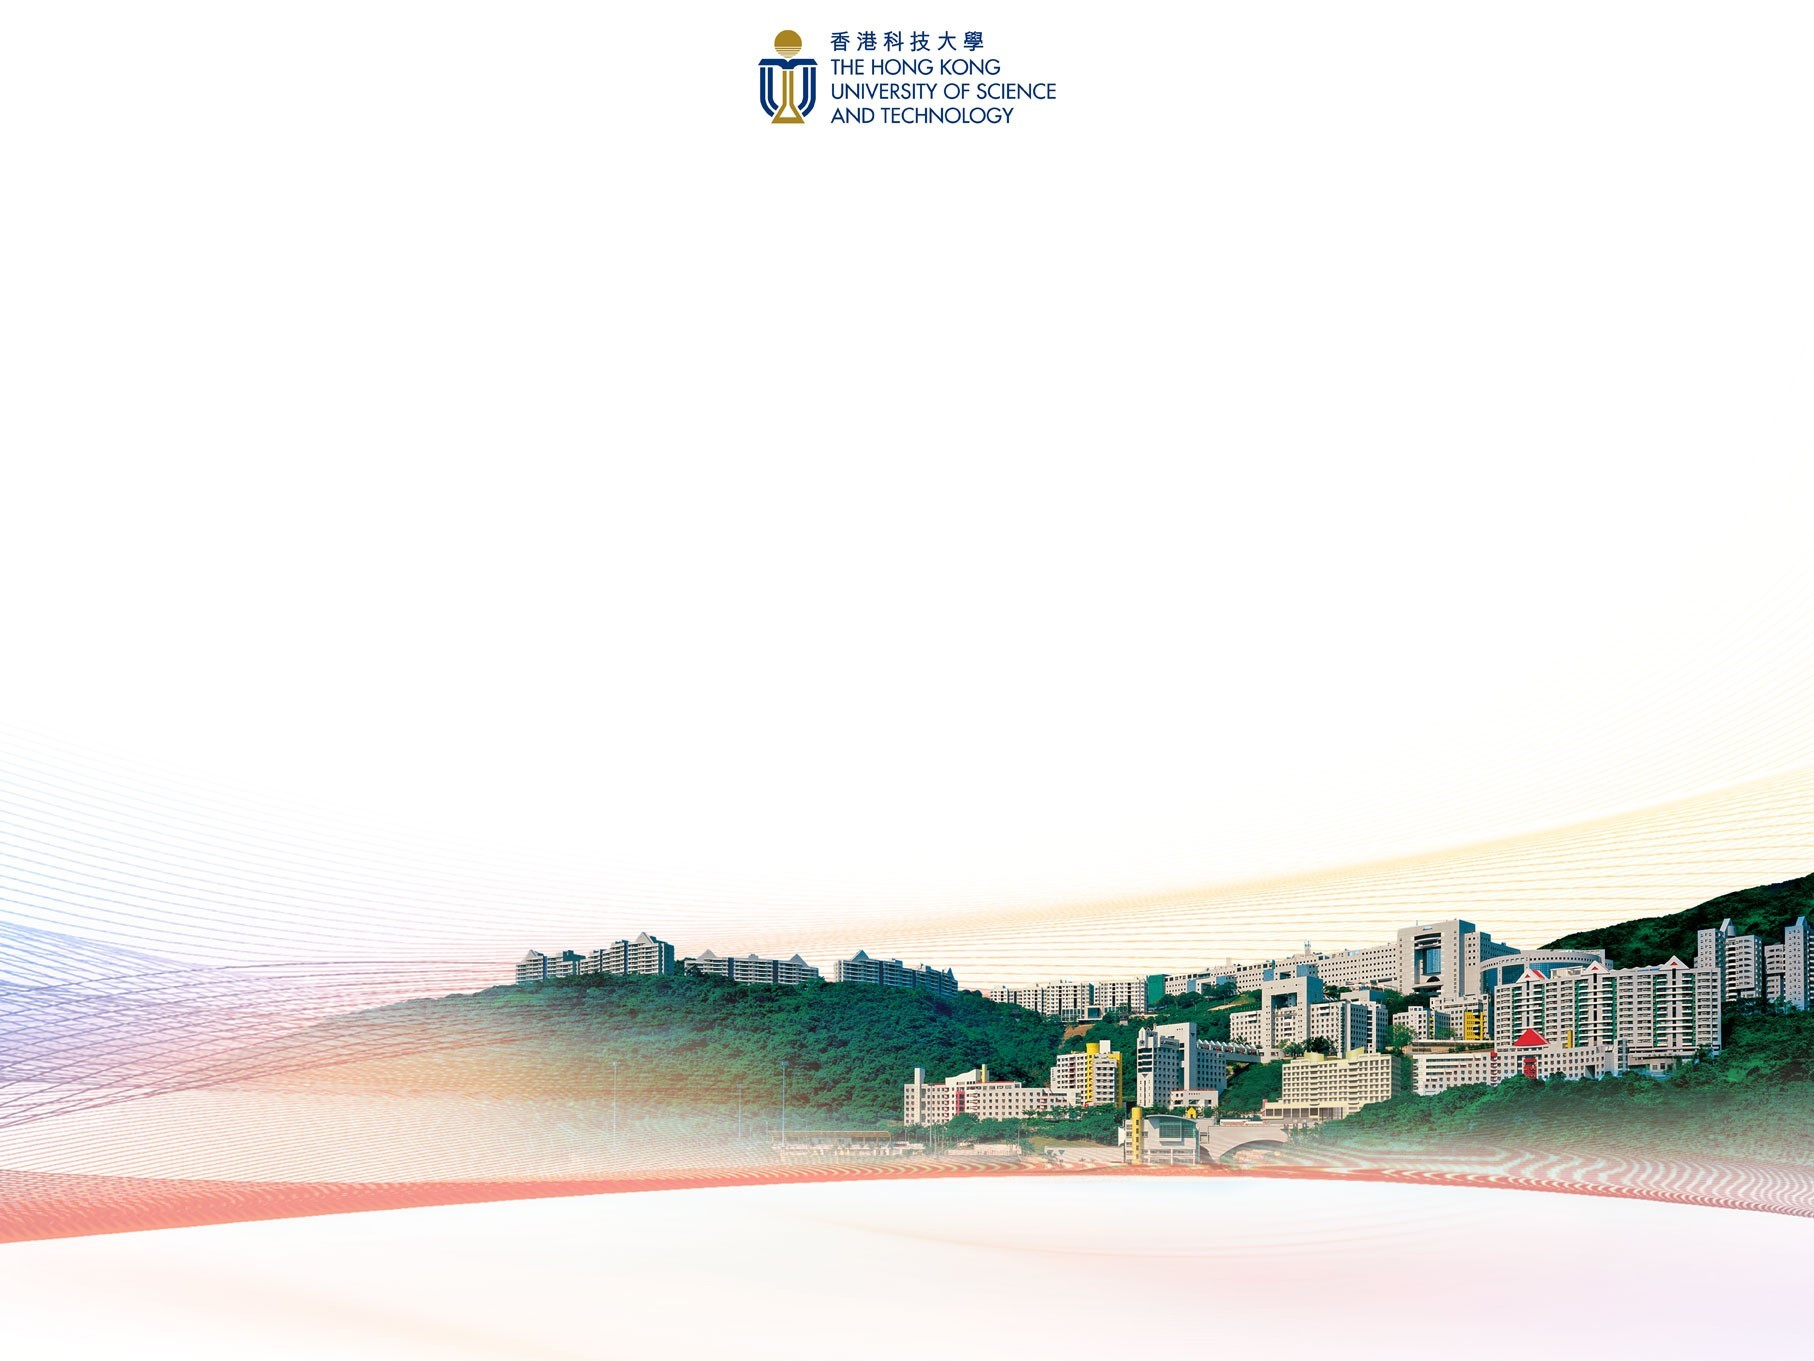 香港科技大學
THE HONG KONG
UNIVERSITY OF SCIENCE
AND TECHNOLOGY